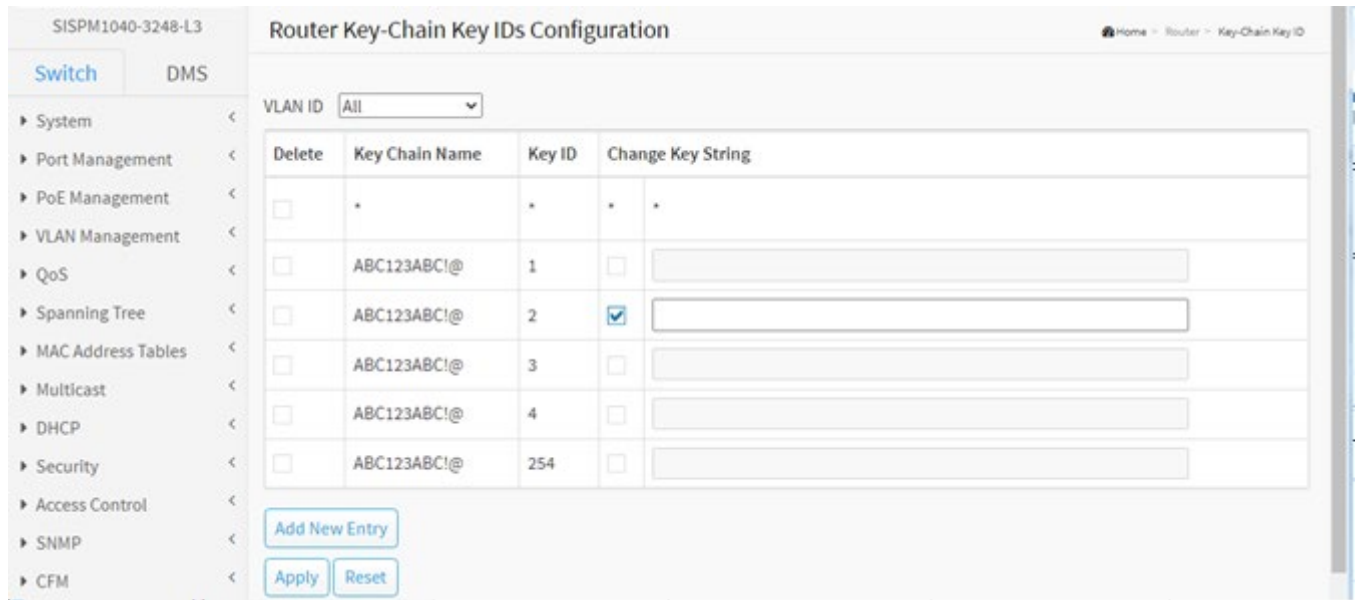 SISPM1040-3248-L3
Switch DMS
System
Port Management
PoE Management
VLAN Management
QoS
Spanning Tree
MAC Address Tables
Multicast
DHCP
Security
Access Control
SNMP
CFM
Router Key-Chain Key IDs Configuration
Home > Router > Key-Chain Key ID
VLAN ID All
Delete Key Chain Name Key ID Change Key String
* * * *
ABC123ABC!@ 1
ABC123ABC!@ 2
ABC123ABC!@ 3
ABC123ABC!@ 4
ABC123ABC!@ 254
Add New Entry
Apply Reset